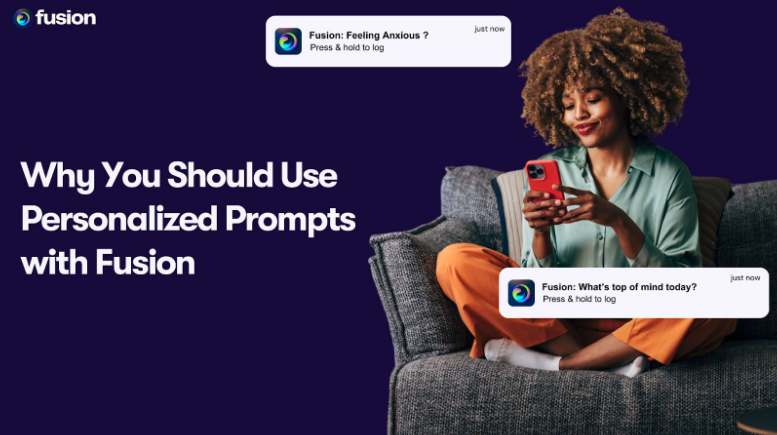 fusion
Fusion: Feeling Anxious ?
just now
Press & hold to log
Why You Should Use
Personalized Prompts
with Fusion
just now
Fusion: What's top of mind today?
Press & hold to log